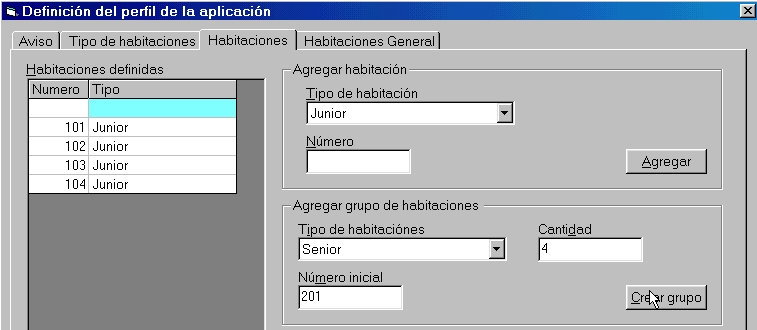 Definición del perfil de la aplicación
Aviso Tipo de habitaciones Habitaciones Habitaciones General
Habitaciones definidas
Numero Tipo
101 Junior
102 Junior
103 Junior
104 Junior
Agregar habitación
Tipo de habitación
Junior
Número
Agregar
Agregar grupo de habitaciones
Tipo de habitaciónes Cantidad
Senior 4
Número inicial
201 Crear grupo